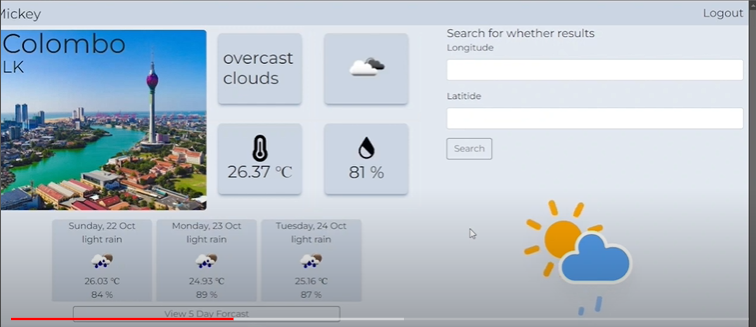 Mickey
Logout
Colombo
LK
overcast
clouds
26.37 °C
81 %
Search for whether results
Longitude
Latitide
Search
Sunday, 22 Oct
light rain
26.03 °C
84 %
Monday, 23 Oct
light rain
24.93 °C
89 %
Tuesday, 24 Oct
light rain
25.16 °C
87 %
View 5 Day Forcast